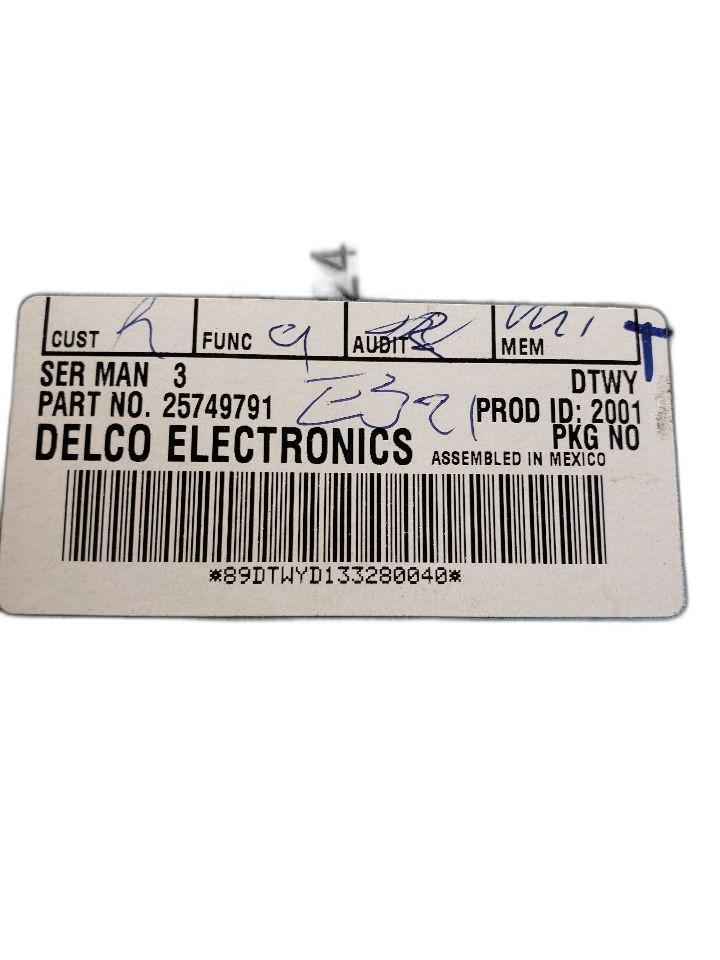 24
CUST FUNC AUDIT MEM T
SER MAN 3 DTWY
PART NO. 25749791 PROD ID: 2001
PKG NO
DELCO ELECTRONICS ASSEMBLED IN MEXICO
*89DTWYD133280040*